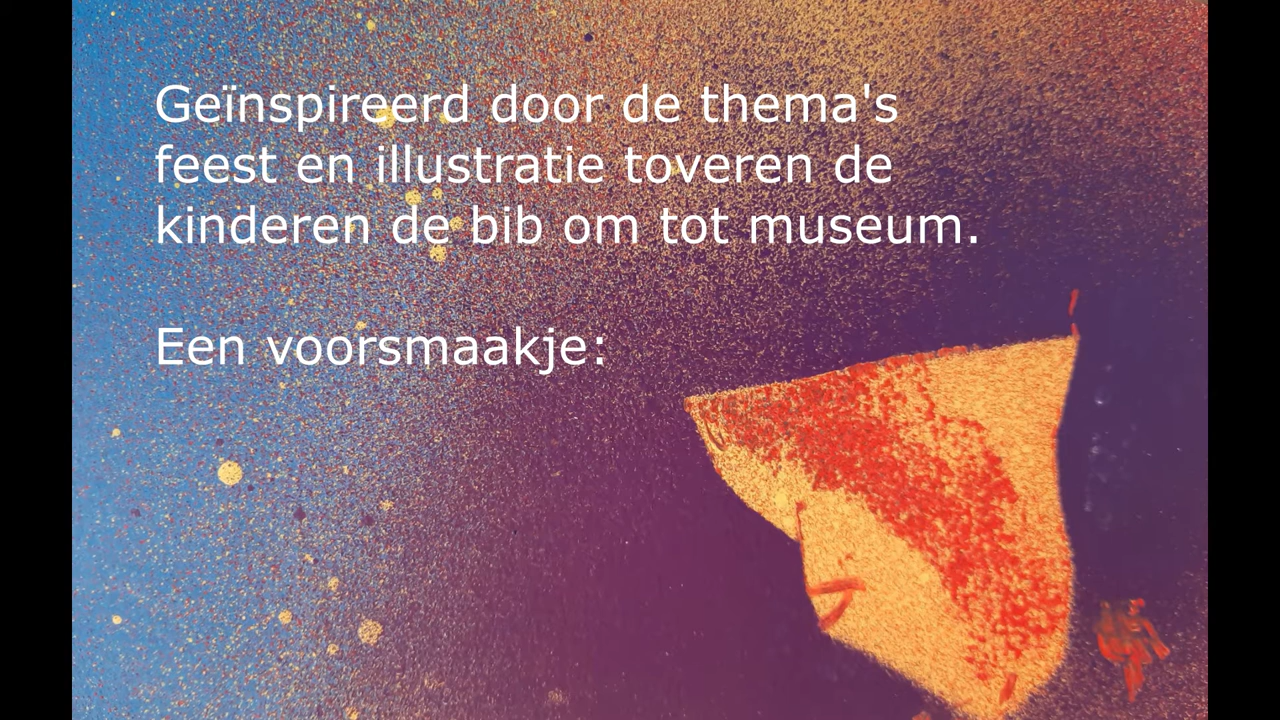 Geïnspireerd door de thema's
feest en illustratie toveren de
kinderen de bib om tot museum.
Een voorsmaakje: